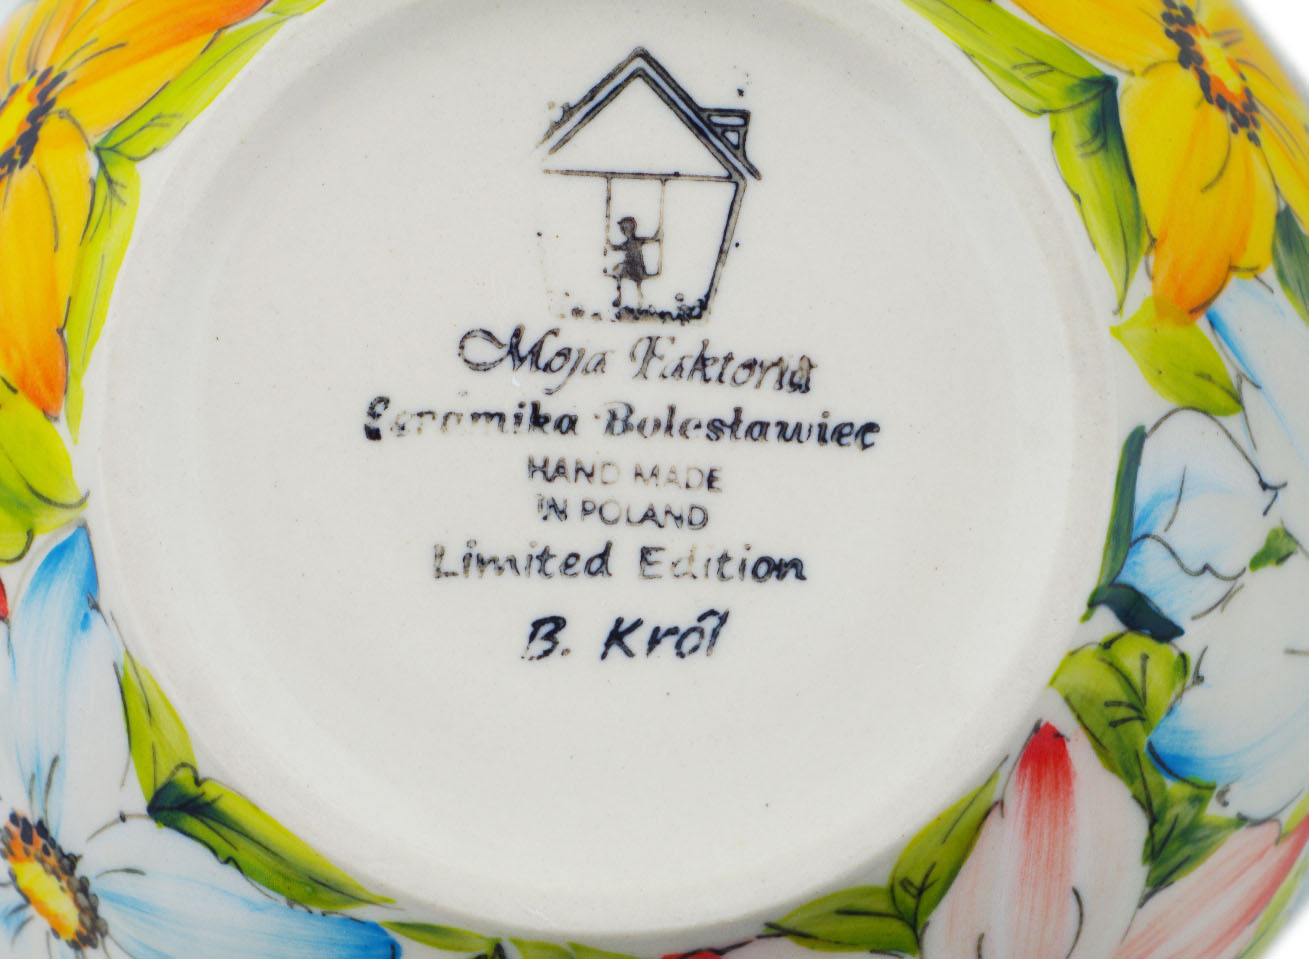 Moja Faktoria
Ceramika Bolesławiec
HAND MADE
IN POLAND
Limited Edition
B. Król